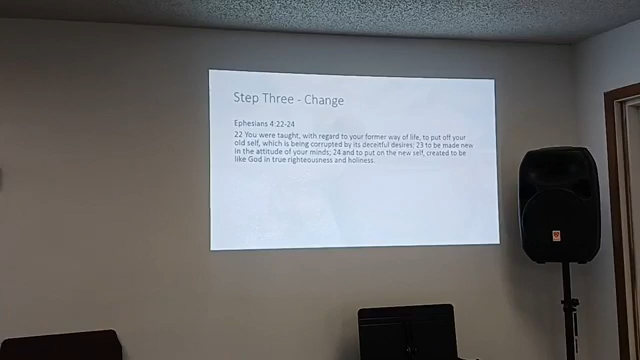 Step Three - Change
Ephesians 4:22-24
22 You were taught, with regard to your former way of life, to put off your
old self, which is being corrupted by its deceitful desires; 23 to be made new
in the attitude of your minds; 24 and to put on the new self, created to be
like God in true righteousness and holiness.